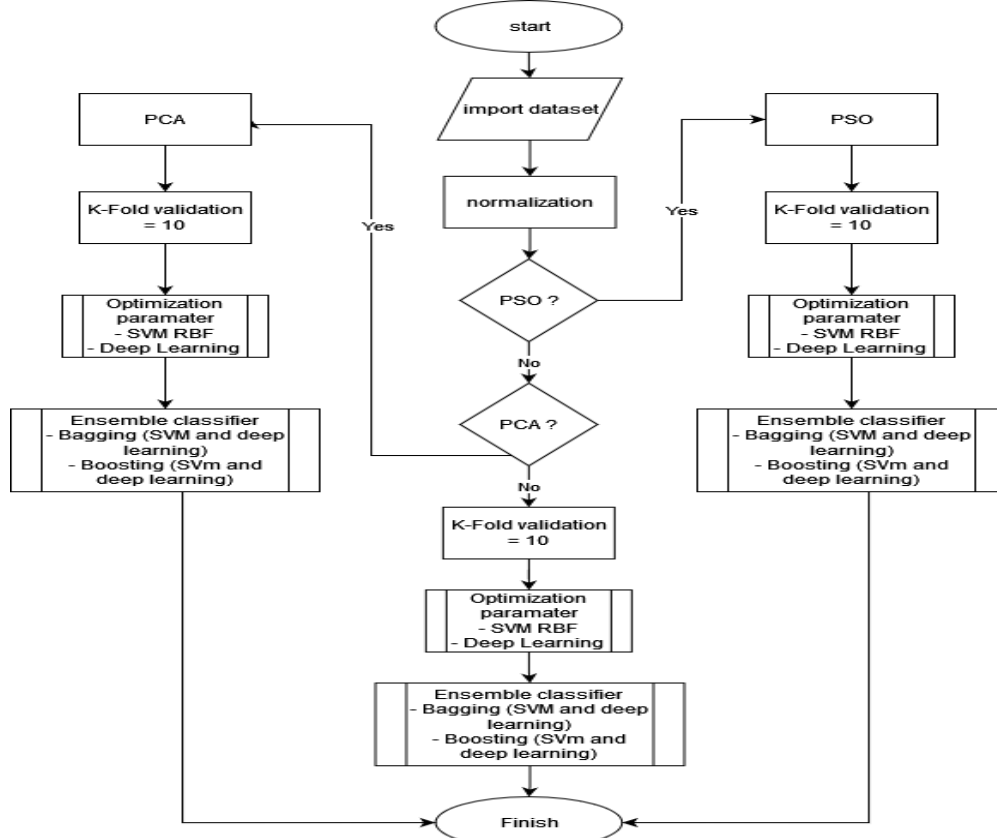 start
import dataset
normalization
PSO ?
Yes
No
PCA ?
Yes
No
PCA
K-Fold validation
= 10
Optimization
paramater
- SVM RBF
- Deep Learning
Ensemble classifier
- Bagging (SVM and deep
learning)
- Boosting (SVm and
deep learning)
PSO
K-Fold validation
= 10
Optimization
paramater
- SVM RBF
- Deep Learning
Ensemble classifier
- Bagging (SVM and deep
learning)
- Boosting (SVm and
deep learning)
K-Fold validation
= 10
Optimization
paramater
- SVM RBF
- Deep Learning
Ensemble classifier
- Bagging (SVM and deep
learning)
- Boosting (SVm and
deep learning)
Finish